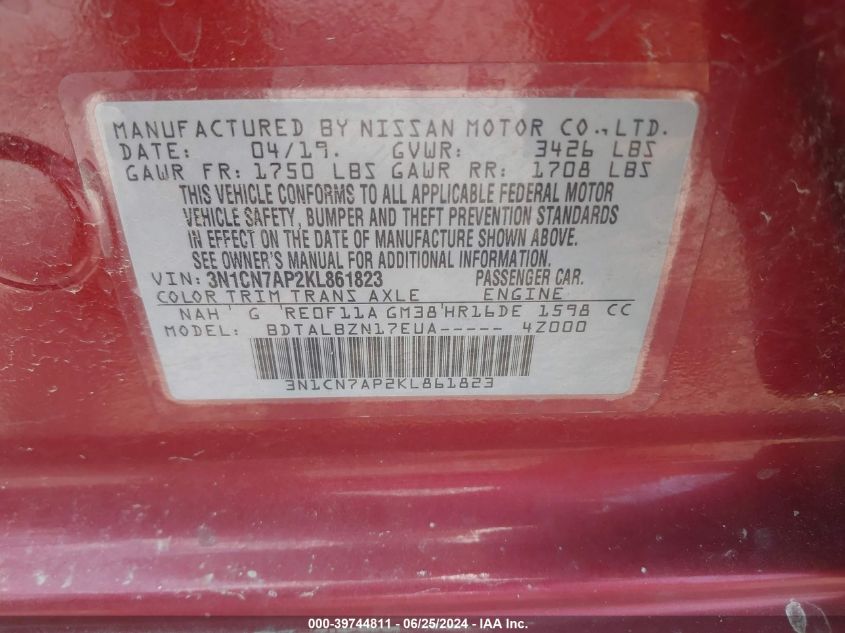 MANUFACTURED BY NISSAN MOTOR CO.,LTD.
DATE: 04/19. GVWR: 3426 LBS
GAWR FR: 1750 LBS GAWR RR: 1708 LBS
THIS VEHICLE CONFORMS TO ALL APPLICABLE FEDERAL MOTOR
VEHICLE SAFETY, BUMPER AND THEFT PREVENTION STANDARDS
IN EFFECT ON THE DATE OF MANUFACTURE SHOWN ABOVE.
SEE OWNER'S MANUAL FOR ADDITIONAL INFORMATION.
VIN: 3N1CN7AP2KL861823 PASSENGER CAR.
COLOR TRIM TRANS AXLE ENGINE
NAH ' G ' RE0F11A GM38'HR16DE 1598 CC
MODEL: BDTALBZN17EUA----- 4Z000
3N1CN7AP2KL861823
000-39744811 - 06/25/2024 - IAA Inc.